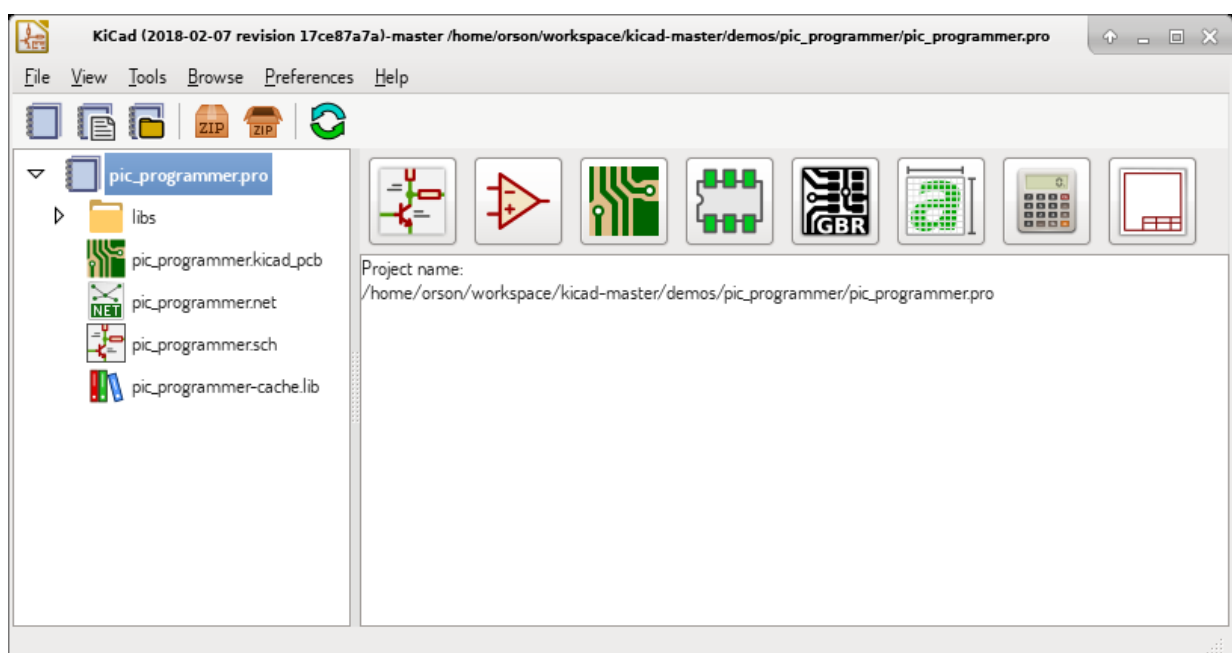 KiCad (2018-02-07 revision 17ce87a7a)-master /home/orson/workspace/kicad-master/demos/pic_programmer/pic_programmer.pro
File View Tools Browse Preferences Help
ZIP ZIP
pic_programmer.pro
libs
pic_programmer.kicad_pcb
NET pic_programmer.net
pic_programmer.sch
pic_programmer-cache.lib
GBR a 0.
Project name:
/home/orson/workspace/kicad-master/demos/pic_programmer/pic_programmer.pro